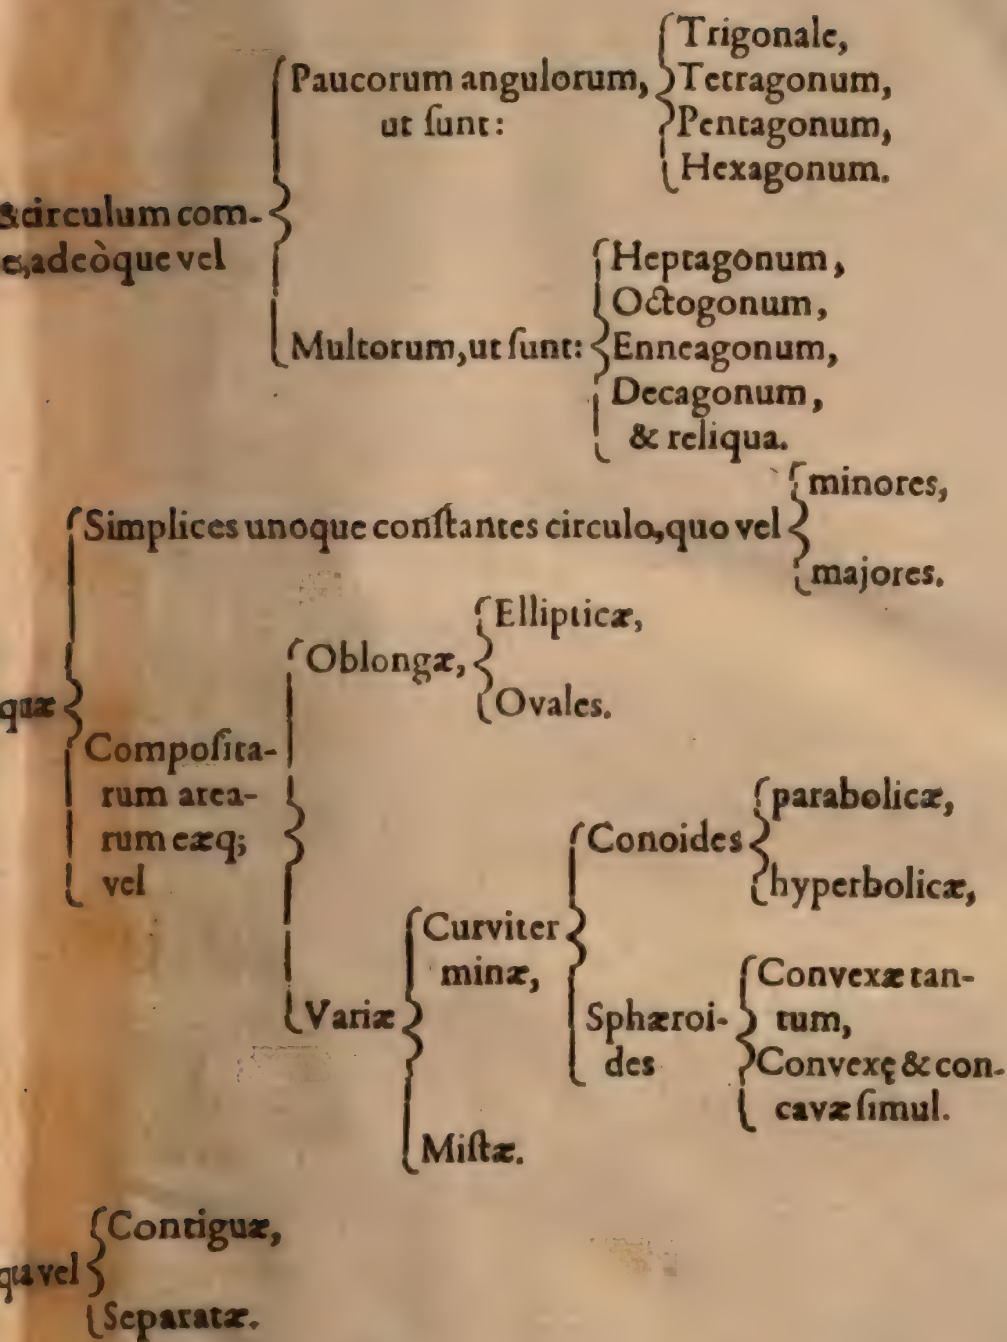 Paucorum angulorum,
ut ſunt:
Trigonale,
Tetragonum,
Pentagonum,
Hexagonum.
& circulum com-
adeòque vel
Multorum, ut ſunt:
Heptagonum,
Octogonum,
Enneagonum,
Decagonum,
& reliqua.
Simplices unoque conſtantes circulo, quo vel
minores,
majores.
quæ
Compoſita-
rum area-
rum eæq;
vel
Oblongæ,
Ellipticæ,
Ovales.
Variæ
Curviter
minæ,
Conoides
parabolicæ,
hyperbolicæ,
Sphæroi-
des
Convexæ tan-
tum,
Convexę & con-
cavæ ſimul.
Miſtæ.
vel
Contiguæ,
Separatæ.